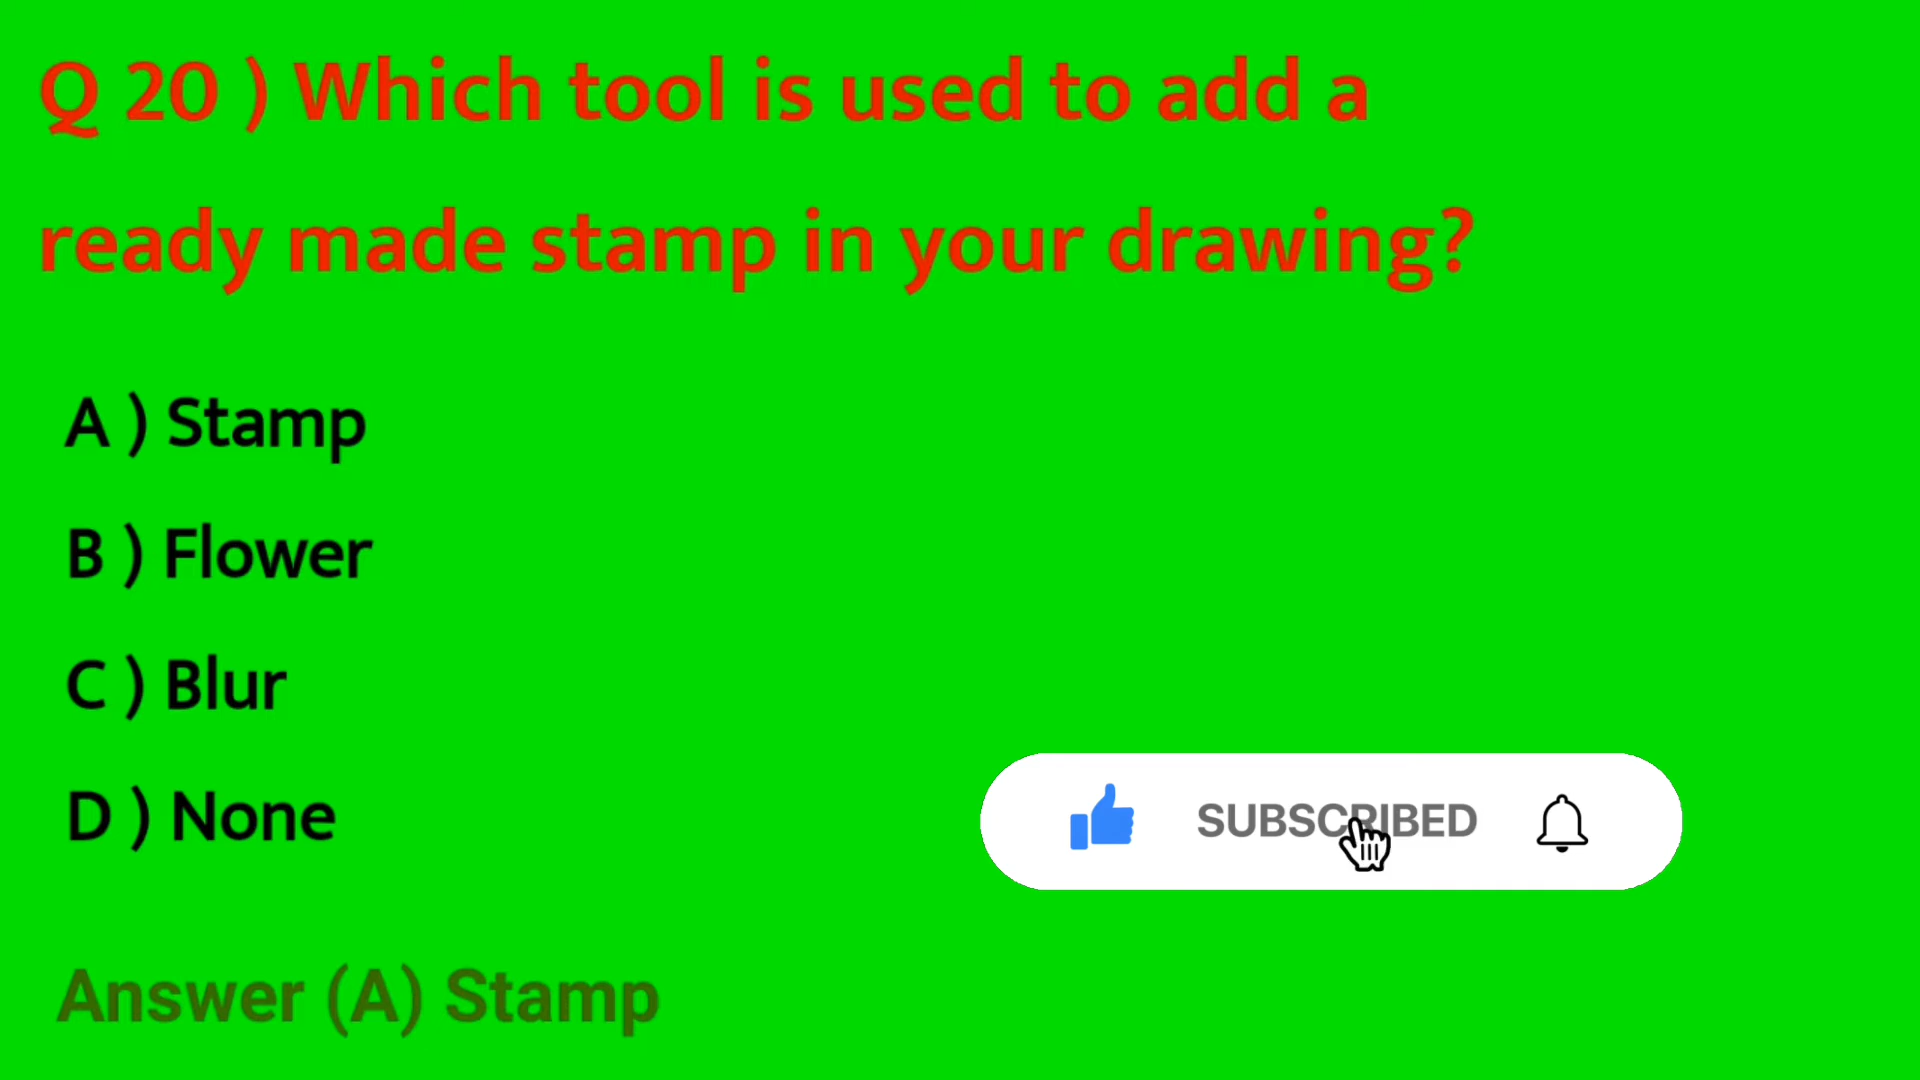 Q 20 ) Which tool is used to add a
ready made stamp in your drawing?
A ) Stamp
B ) Flower
C ) Blur
D ) None
SUBSCRIBED
Answer (A) Stamp